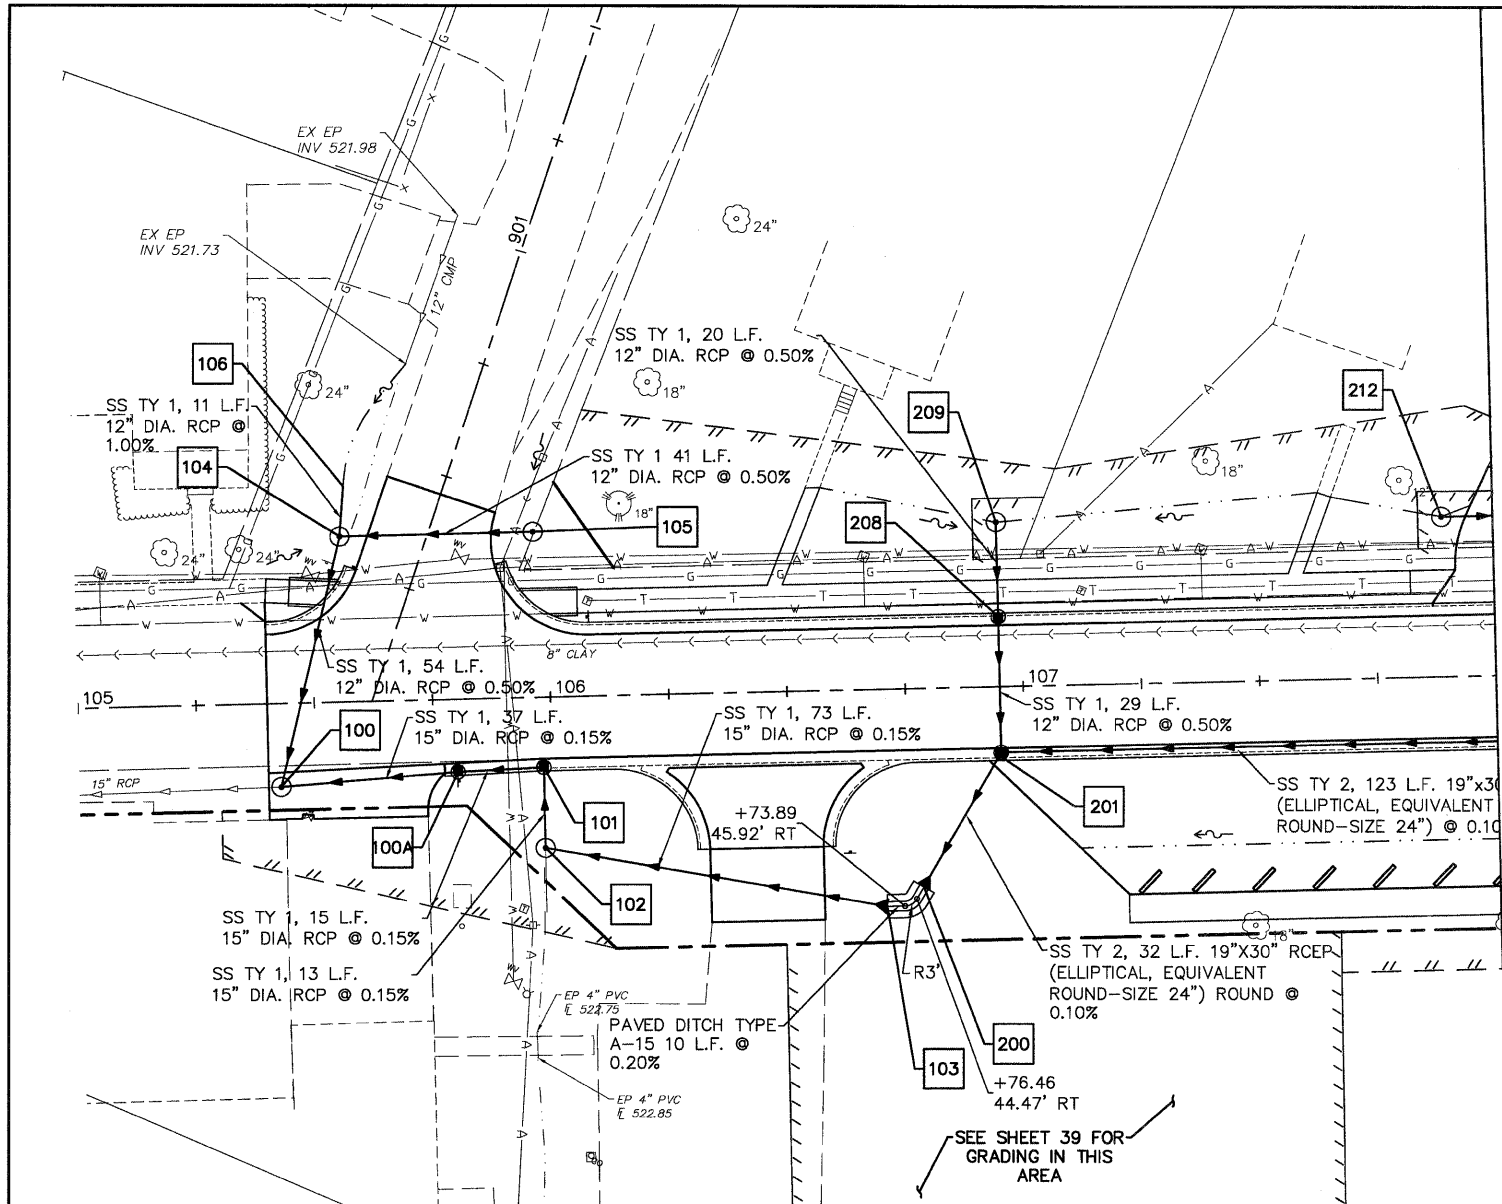 EX EP
INV 521.98
EX EP
INV 521.73
12" CMP
901
24"
106
24"
SS TY 1, 11 L.F.
12" DIA. RCP @
1.00%
104
SS TY 1, 20 L.F.
12" DIA. RCP @ 0.50%
18"
SS TY 1 41 L.F.
12" DIA. RCP @ 0.50%
18"
105
209
208
212
18"
24"
24"
8" CLAY
105
106
107
SS TY 1, 54 L.F.
12" DIA. RCP @ 0.50%
100
SS TY 1, 37 L.F.
15" DIA. RCP @ 0.15%
SS TY 1, 73 L.F.
15" DIA. RCP @ 0.15%
SS TY 1, 29 L.F.
12" DIA. RCP @ 0.50%
15" RCP
SS TY 2, 123 L.F. 19"x30
(ELLIPTICAL, EQUIVALENT
ROUND-SIZE 24") @ 0.10
+73.89
45.92' RT
201
101
100A
102
SS TY 1, 15 L.F.
15" DIA. RCP @ 0.15%
SS TY 1, 13 L.F.
15" DIA. RCP @ 0.15%
18"
SS TY 2, 32 L.F. 19"X30" RCEP
(ELLIPTICAL, EQUIVALENT
ROUND-SIZE 24") ROUND @
0.10%
R3'
EP 4" PVC
℄ 522.75
PAVED DITCH TYPE
A-15 10 L.F. @
0.20%
200
103
+76.46
44.47' RT
EP 4" PVC
℄ 522.85
SEE SHEET 39 FOR
GRADING IN THIS
AREA